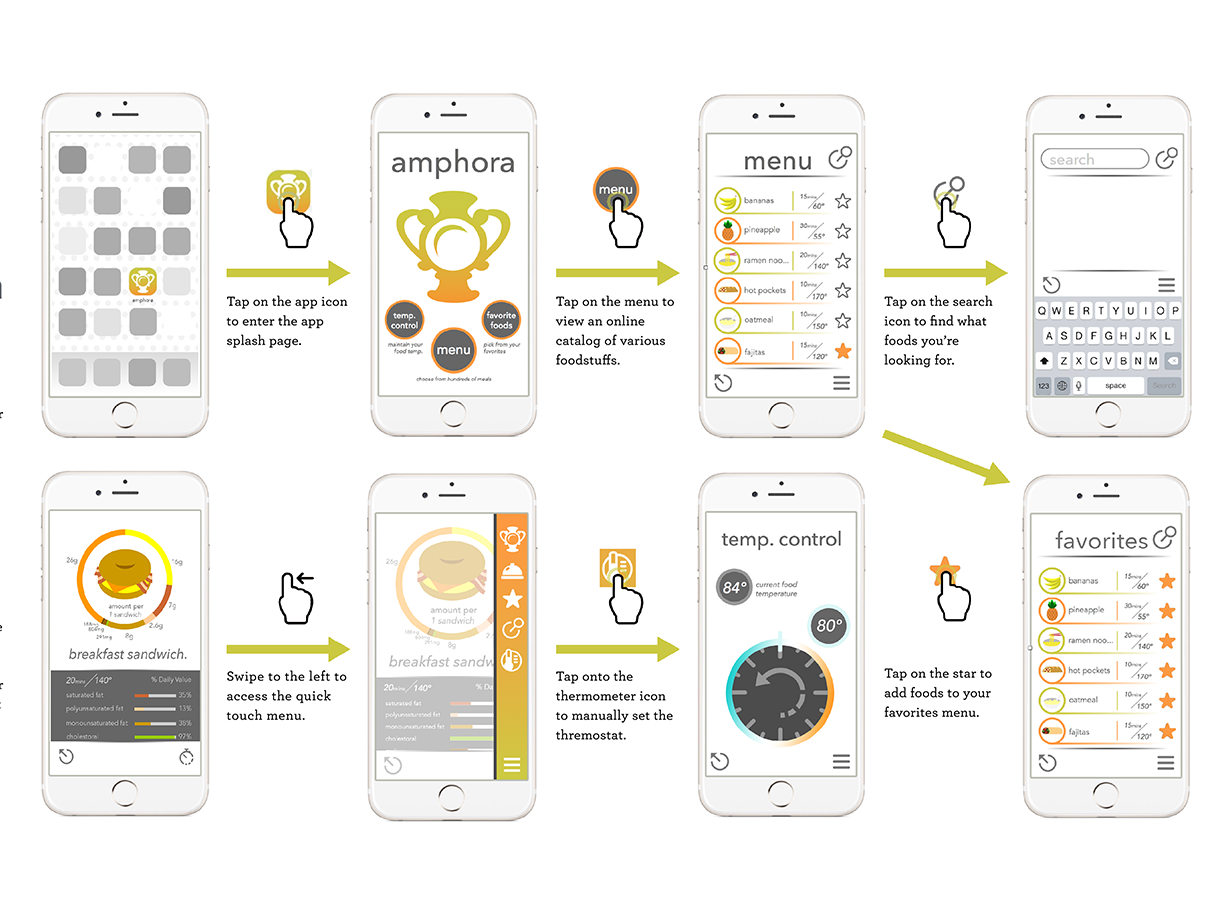 amphora
Tap on the app icon
to enter the app
splash page.
amphora
temp.
control
maintain your
food temp.
favorite
foods
pick from your
favorites
menu
choose from hundreds of meals
menu
Tap on the menu to
view an online
catalog of various
foodstuffs.
menu
bananas 15mins/60°
pineapple 30mins/55°
ramen noo... 20mins/140°
hot pockets 10mins/170°
oatmeal 10mins/150°
fajitas 15mins/120°
Tap on the search
icon to find what
foods you're
looking for.
search
Q W E R T Y U I O P
A S D F G H J K L
Z X C V B N M
123 space Search
26g
16g
7g
2.6g
8g
amount per
1 sandwich
breakfast sandwich.
20mins/140° % Daily Value
saturated fat 35%
polyunsaturated fat 13%
monounsaturated fat 38%
cholestoral 92%
Swipe to the left to
access the quick
touch menu.
26g
amount per
1 sandwich
8g
breakfast sandw
20mins/140° % Da
saturated fat
polyunsaturated fat
monounsaturated fat
cholestoral
Tap onto the
thermometer icon
to manually set the
thremostat.
temp. control
84°
current food
temperature
80°
Tap on the star to
add foods to your
favorites menu.
favorites
bananas 15mins/60°
pineapple 30mins/55°
ramen noo... 20mins/140°
hot pockets 10mins/170°
oatmeal 10mins/150°
fajitas 15mins/120°